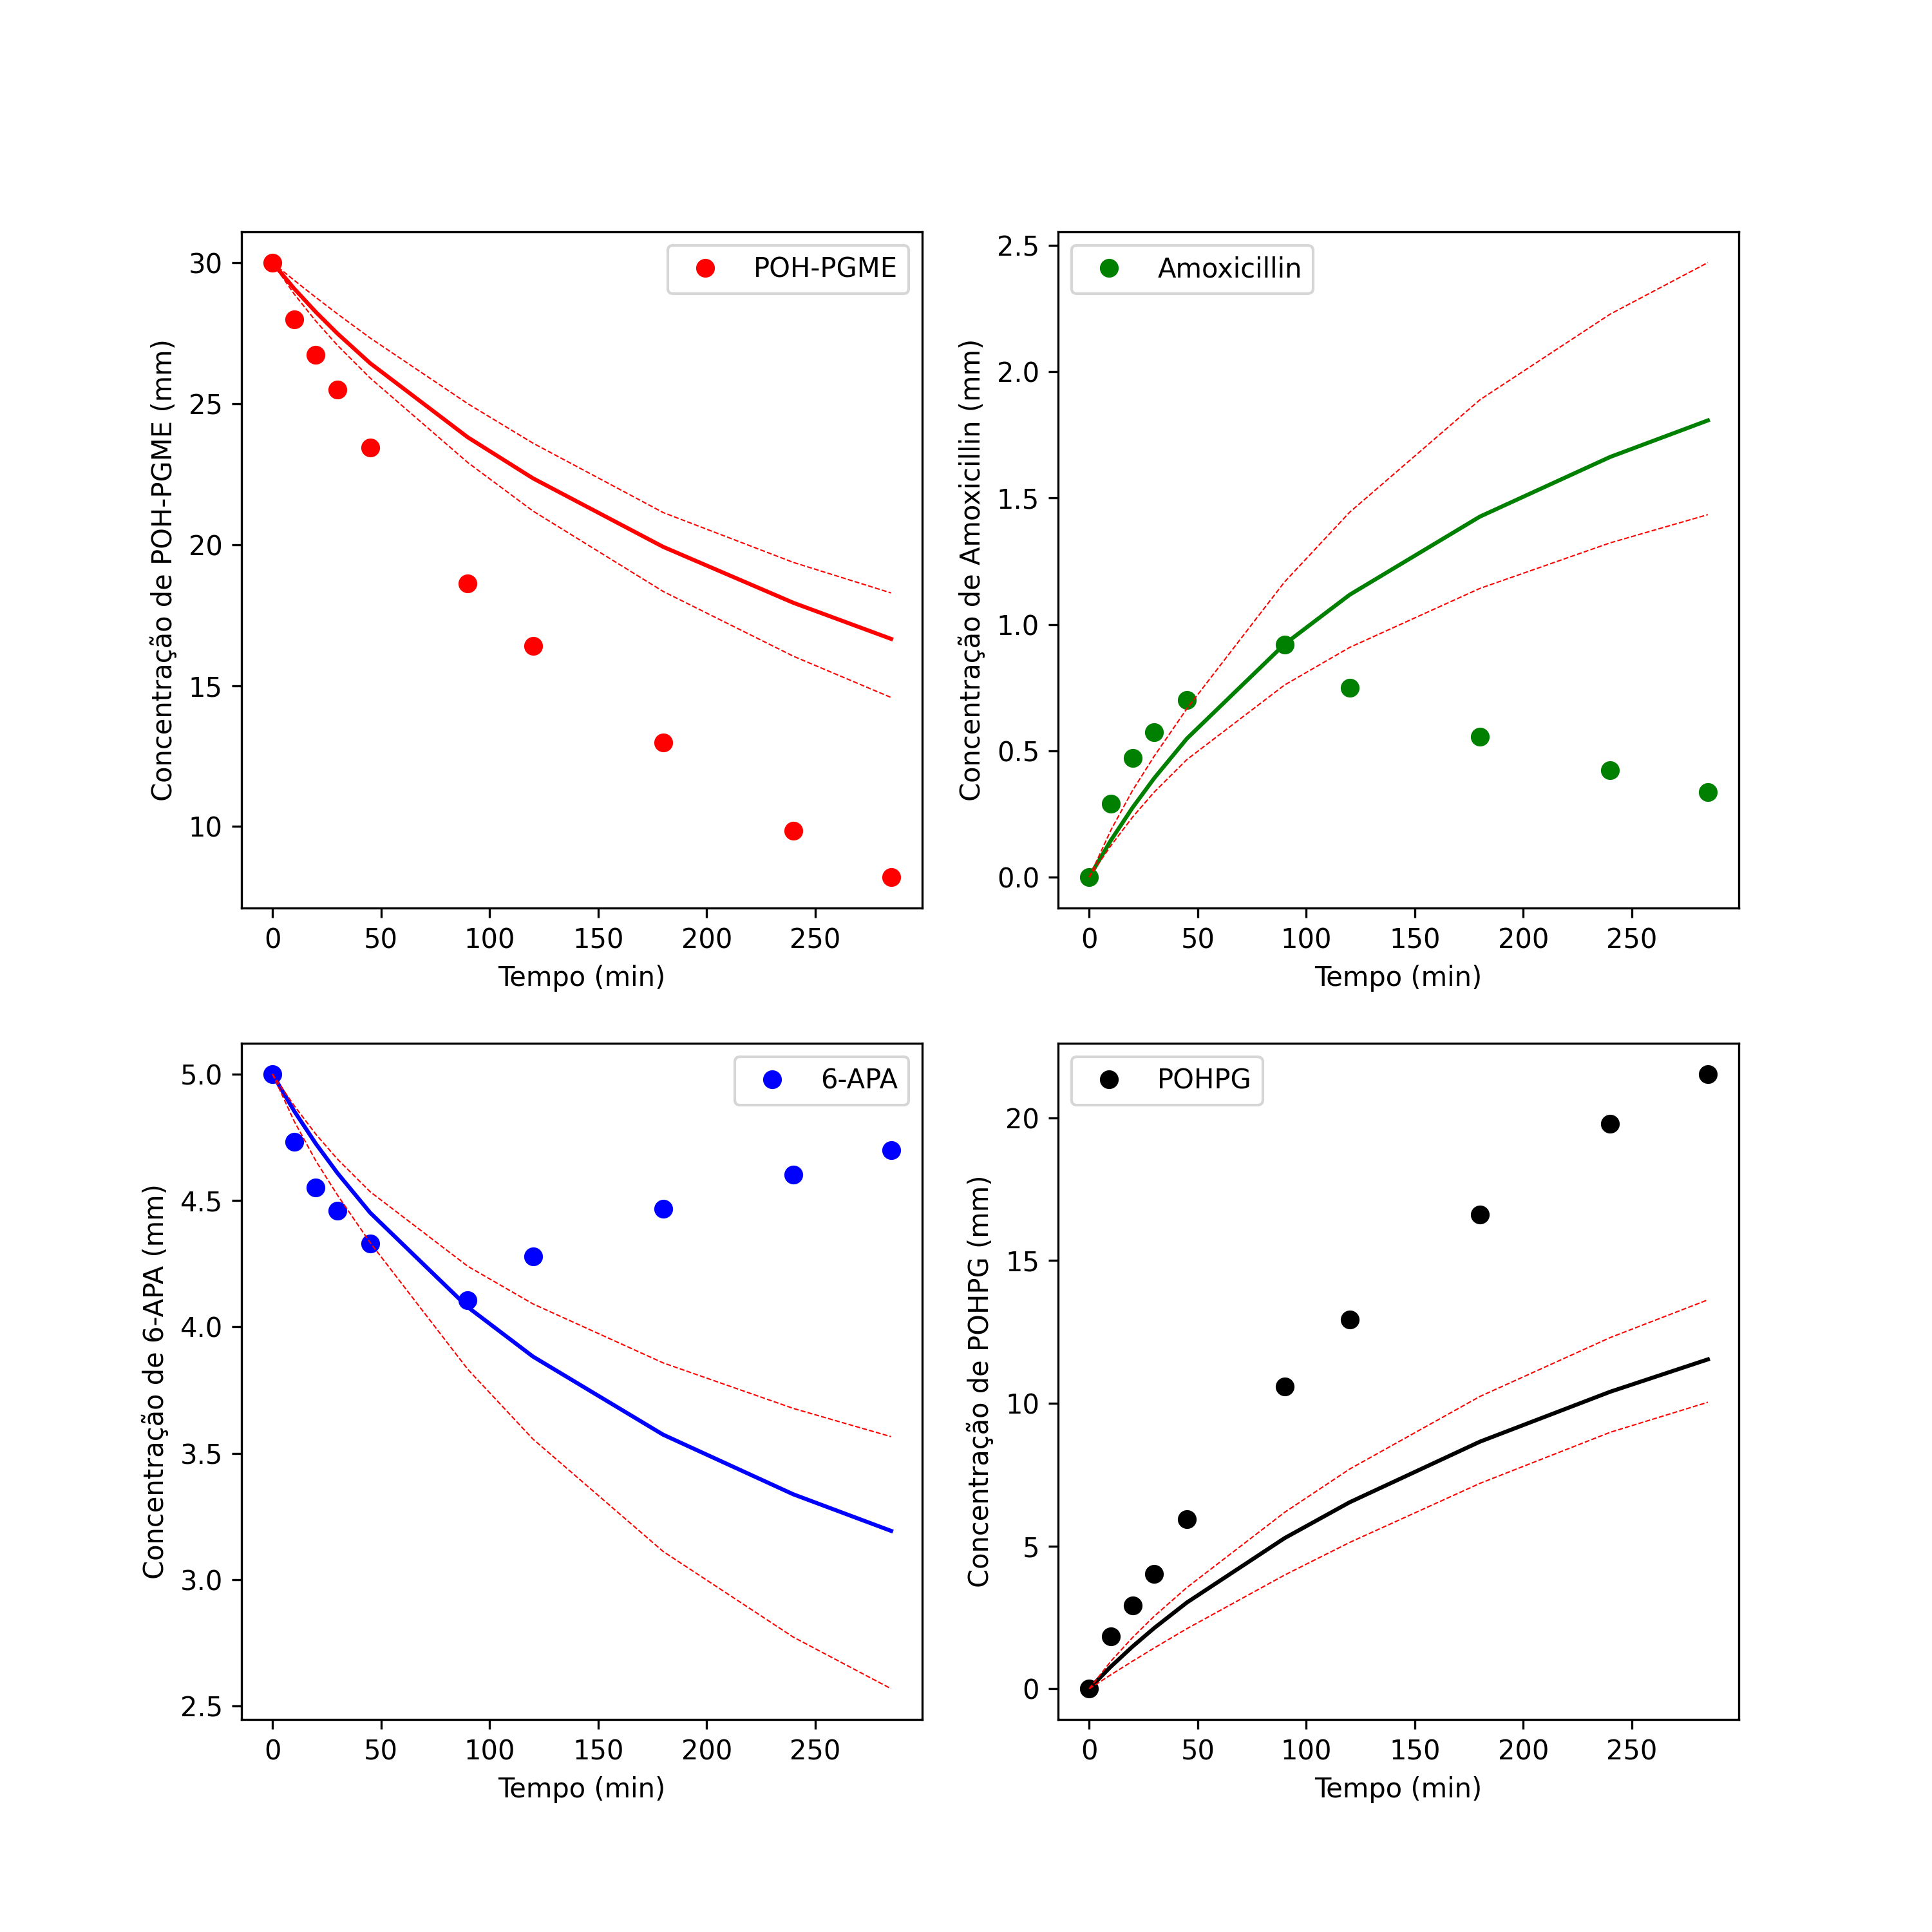 POH-PGME
Concentração de POH-PGME (mm)
30
25
20
15
10
0 50 100 150 200 250
Tempo (min)
Amoxicillin
Concentração de Amoxicillin (mm)
2.5
2.0
1.5
1.0
0.5
0.0
0 50 100 150 200 250
Tempo (min)
6-APA
Concentração de 6-APA (mm)
5.0
4.5
4.0
3.5
3.0
2.5
0 50 100 150 200 250
Tempo (min)
POHPG
Concentração de POHPG (mm)
20
15
10
5
0
0 50 100 150 200 250
Tempo (min)